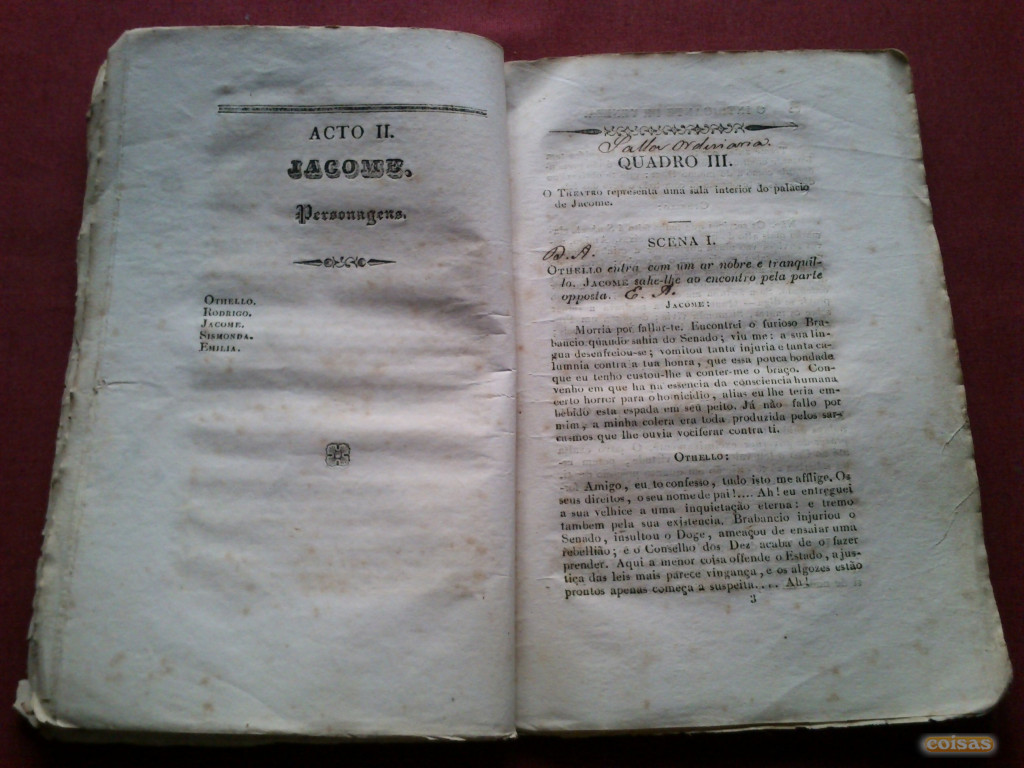 ACTO II.
JACOME.
Personagens.
OTHELLO.
RODRIGO.
JACOME.
SISMONDA.
EMILIA.
Salla ordinaria.
QUADRO III.
O THEATRO representa uma sala interior do palacio
de Jacome.
SCENA I.
D. A.
OTHELLO entra com um ar nobre e tranquil-
lo. JACOME sahe-lhe ao encontro pela parte
opposta. E. A.
JACOME:
Morria por fallar-te. Encontrei o furioso Bra-
bancio quando sahia do Senado; viu me: a sua lin-
gua desenfreiou-se; vomitou tanta injuria e tanta ca-
lumnia contra a tua honra, que essa pouca bondade
que eu tenho custou-lhe a conter-me o braço. Con-
venho em que ha na essencia da consciencia humana
certo horror para o homicidio, aliás eu lhe teria em-
bebido esta espada em seu peito. Já não fallo por
mim, a minha colera era toda produzida pelos sar-
casmos que lhe ouvia vociferar contra ti.
OTHELLO:
Amigo, eu to confesso, tudo isto me afflige. Os
seus direitos, o seu nome de pai!.... Ah! eu entreguei
a sua velhice a uma inquietação eterna: e tremo
tambem pela sua existencia. Brabancio injuriou o
Senado, insultou o Doge, ameaçou de ensaiar uma
rebellião; e o Conselho dos Dez acabar de o fazer
prender. Aqui a menor coisa offende o Estado, a jus-
tiça das leis mais parece vingança, e os algozes estão
promtos apenas começa a suspeita.... Ah!
3
coisas